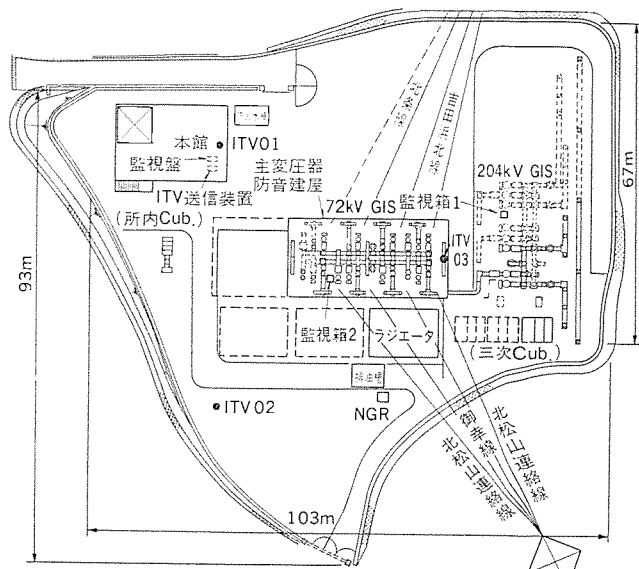 本館
ITV01
監視盤
ITV送信装置
(所内Cub.)
主変圧器
防音建屋
72kV GIS
監視箱1
204kV GIS
ITV
03
67m
93m
監視箱2
ラジエータ
(三次Cub.)
NGR
ITV02
103m
北松山連絡線
御幸線
北松山連絡線